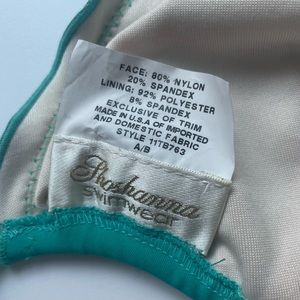 FACE: 80% NYLON
20% SPANDEX
LINING: 92% POLYESTER
8% SPANDEX
EXCLUSIVE OF TRIM
MADE IN U.S.A OF IMPORTED
AND DOMESTIC FABRIC
STYLE 11TB763
A/B
Shoshanna
swimwear